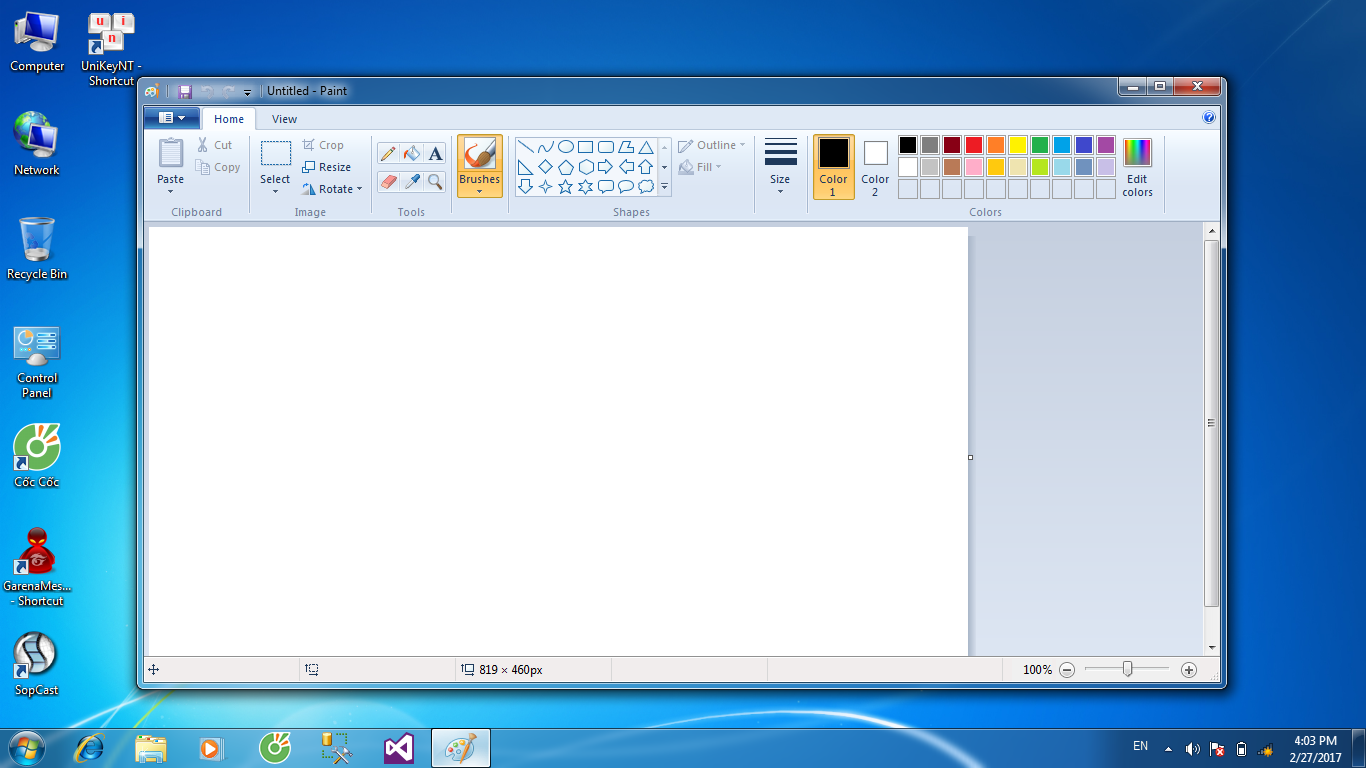 Computer
u i
n
UniKeyNT -
Shortcut
Network
Recycle Bin
Control
Panel
Cốc Cốc
GarenaMes...
- Shortcut
SopCast
Untitled - Paint
Home View
Paste
Cut
Copy
Clipboard
Select
Crop
Resize
Rotate
Image
A
Tools
Brushes
Outline
Fill
Shapes
Size
Color
1
Color
2
Edit
colors
Colors
819 × 460px
100%
EN
4:03 PM
2/27/2017